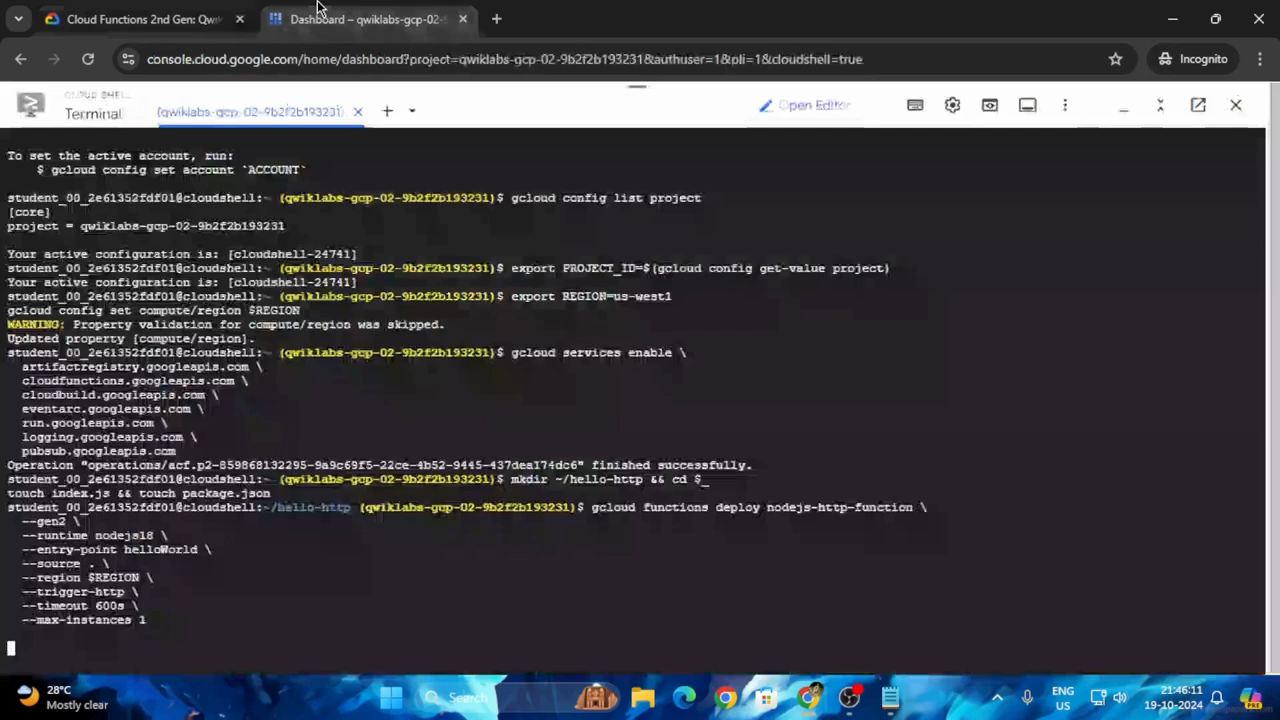 Cloud Functions 2nd Gen: Qwi
Dashboard – qwiklabs-gcp-02-9
console.cloud.google.com/home/dashboard?project=qwiklabs-gcp-02-9b2f2b193231&authuser=1&pli=1&cloudshell=true
Incognito
CLOUD SHELL
Terminal
(qwiklabs-gcp-02-9b2f2b193231)
Open Editor
To set the active account, run:
$ gcloud config set account `ACCOUNT`
student_00_2e61352fdf01@cloudshell:~ (qwiklabs-gcp-02-9b2f2b193231)$ gcloud config list project
[core]
project = qwiklabs-gcp-02-9b2f2b193231
Your active configuration is: [cloudshell-24741]
student_00_2e61352fdf01@cloudshell:~ (qwiklabs-gcp-02-9b2f2b193231)$ export PROJECT_ID=$(gcloud config get-value project)
Your active configuration is: [cloudshell-24741]
student_00_2e61352fdf01@cloudshell:~ (qwiklabs-gcp-02-9b2f2b193231)$ export REGION=us-west1
gcloud config set compute/region $REGION
WARNING: Property validation for compute/region was skipped.
Updated property [compute/region].
student_00_2e61352fdf01@cloudshell:~ (qwiklabs-gcp-02-9b2f2b193231)$ gcloud services enable \
artifactregistry.googleapis.com \
cloudfunctions.googleapis.com \
cloudbuild.googleapis.com \
eventarc.googleapis.com \
run.googleapis.com \
logging.googleapis.com \
pubsub.googleapis.com
Operation "operations/acf.p2-859868132295-9a9c69f5-22ce-4b52-9445-437dea174dc6" finished successfully.
student_00_2e61352fdf01@cloudshell:~ (qwiklabs-gcp-02-9b2f2b193231)$ mkdir ~/hello-http && cd $_
touch index.js && touch package.json
student_00_2e61352fdf01@cloudshell:~/hello-http (qwiklabs-gcp-02-9b2f2b193231)$ gcloud functions deploy nodejs-http-function \
--gen2 \
--runtime nodejs18 \
--entry-point helloWorld \
--source . \
--region $REGION \
--trigger-http \
--timeout 600s \
--max-instances 1
28°C
Mostly clear
Search
ENG
US
21:46:11
19-10-2024